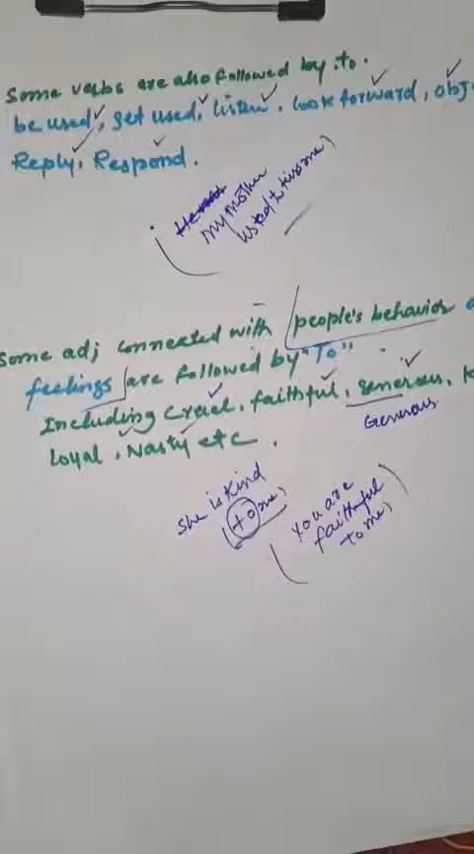 Some verbs are also followed by :to.
be used, get used, listen, look forward, obj
Reply, Respond.
my mother
used to kiss me
Some adj connected with people's behavior
feelings are followed by "To"
Including Cruel, faithful, generous, k
Loyal, Nasty etc.
Generous
she is kind
to me,
You are
faithful
to me,